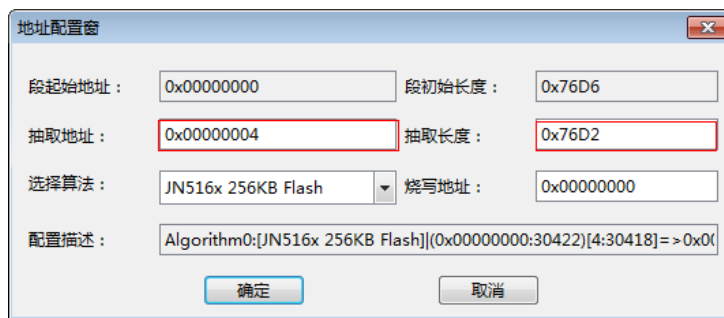 地址配置窗
段起始地址： 0x00000000 段初始长度： 0x76D6
抽取地址： 0x00000004 抽取长度： 0x76D2
选择算法： JN516x 256KB Flash 烧写地址： 0x00000000
配置描述： Algorithm0:[JN516x 256KB Flash]|(0x00000000:30422)[4:30418]=>0x00
确定 取消